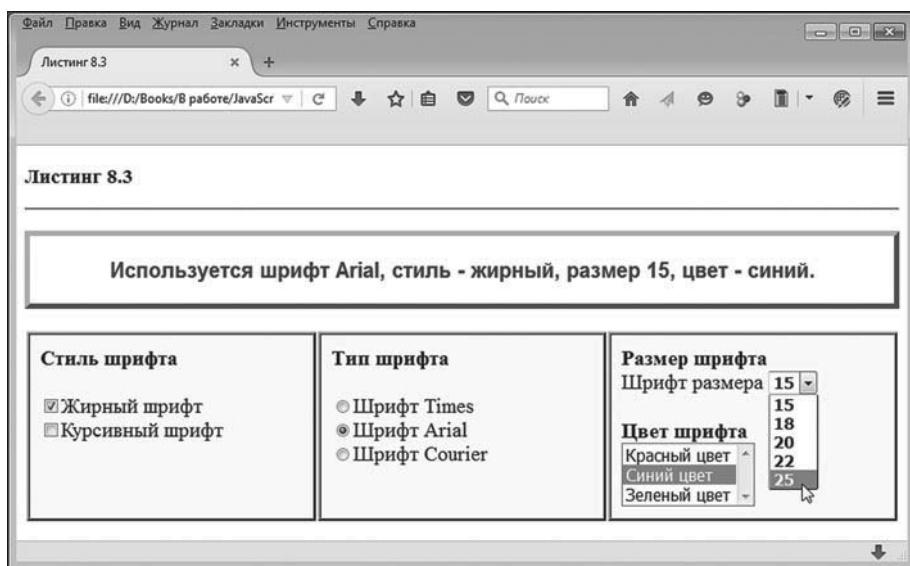 Файл Правка Вид Журнал Закладки Инструменты Справка
Листинг 8.3
file:///D:/Books/В работе/JavaScr
Поиск
Листинг 8.3
Используется шрифт Arial, стиль - жирный, размер 15, цвет - синий.
Стиль шрифта
Жирный шрифт
Курсивный шрифт
Тип шрифта
Шрифт Times
Шрифт Arial
Шрифт Courier
Размер шрифта
Шрифт размера 15
15
18
20
22
25
Цвет шрифта
Красный цвет
Синий цвет
Зеленый цвет